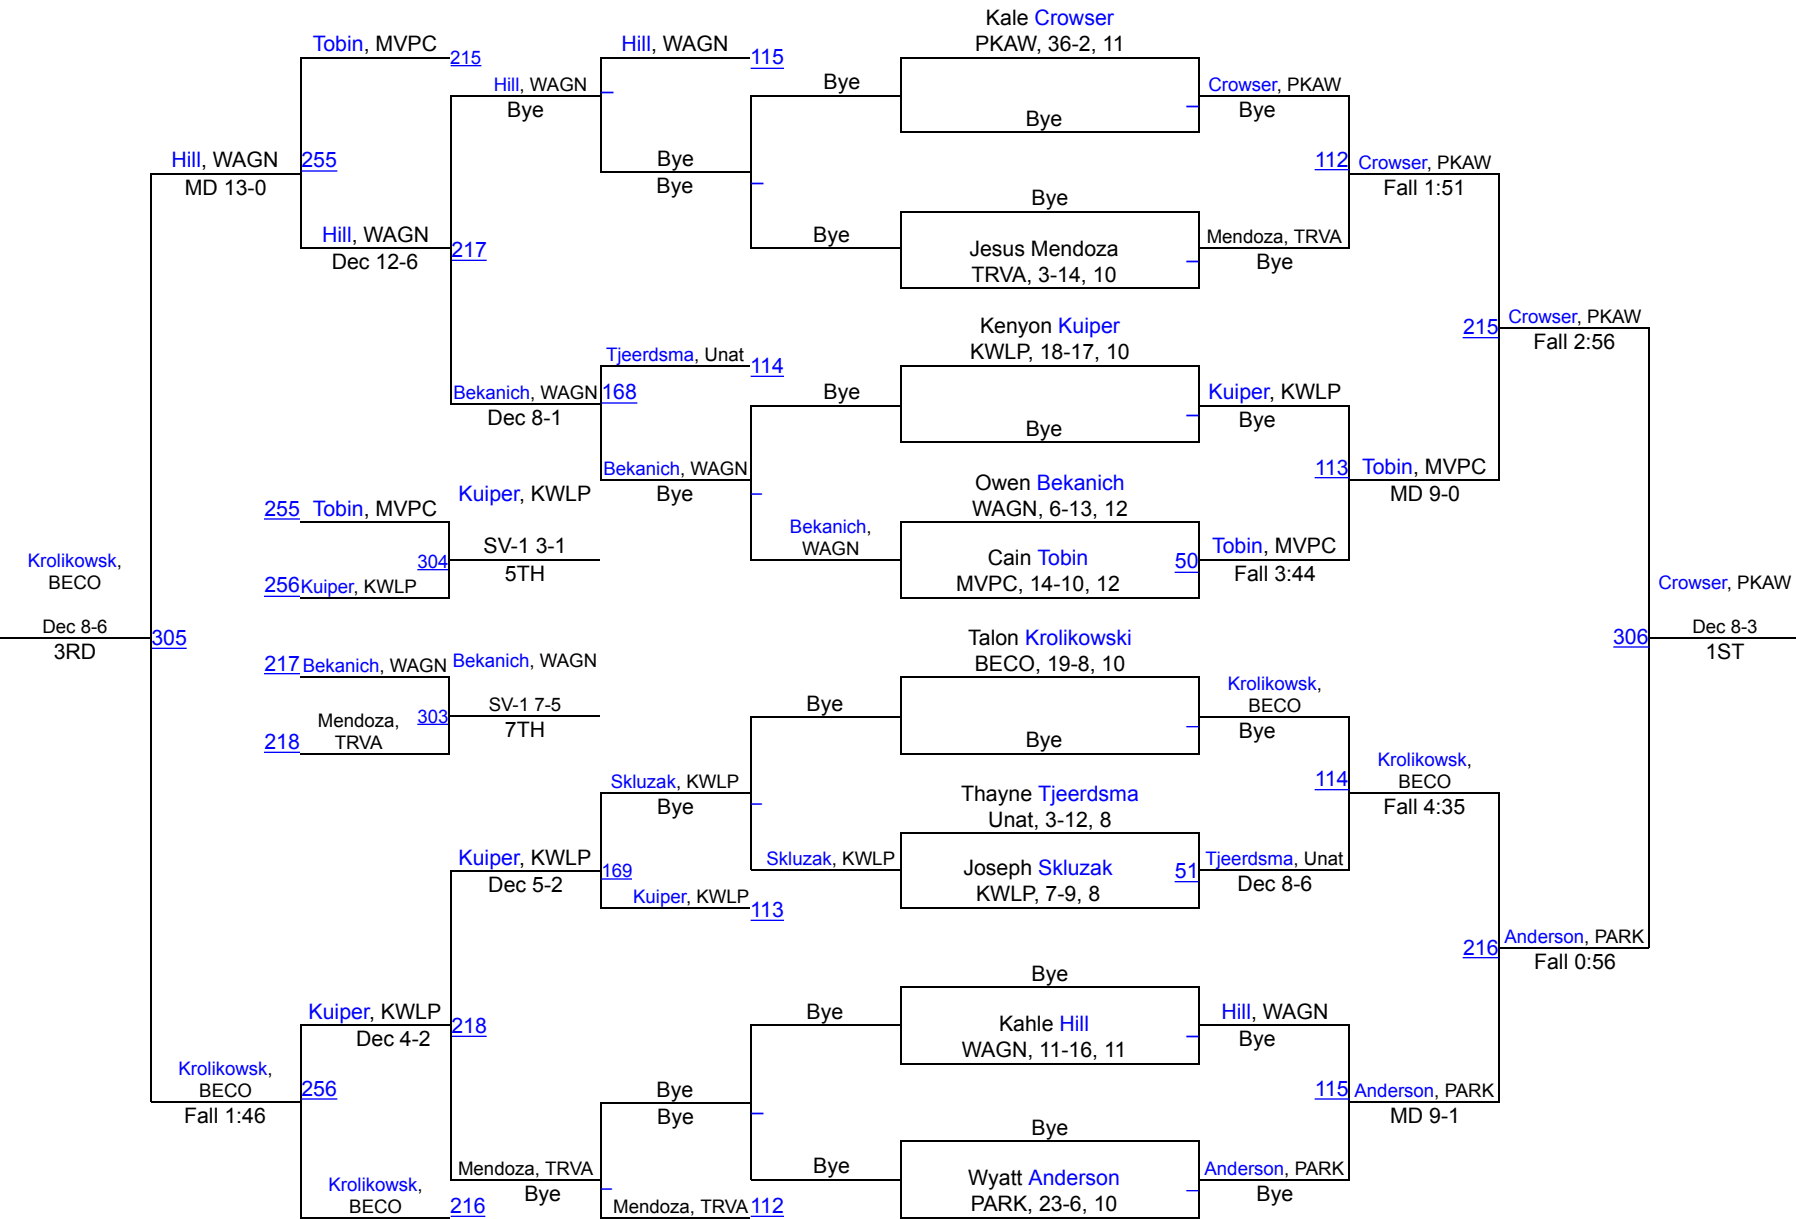 Kale Crowser
PKAW, 36-2, 11
Tobin, MVPC
215
Hill, WAGN
115
Hill, WAGN
Bye
Bye
Bye
Crowser, PKAW
Bye
Hill, WAGN
255
MD 13-0
Bye
Bye
112
Crowser, PKAW
Fall 1:51
Bye
Hill, WAGN
217
Dec 12-6
Bye
Jesus Mendoza
TRVA, 3-14, 10
Mendoza, TRVA
Bye
Kenyon Kuiper
KWLP, 18-17, 10
215
Crowser, PKAW
Fall 2:56
Tjeerdsma, Unat
114
Bekanich, WAGN
168
Dec 8-1
Bye
Bye
Kuiper, KWLP
Bye
Bekanich, WAGN
Bye
113
Tobin, MVPC
MD 9-0
Owen Bekanich
WAGN, 6-13, 12
255
Tobin, MVPC
Kuiper, KWLP
Bekanich,
WAGN
SV-1 3-1
5TH
304
256
Kuiper, KWLP
Cain Tobin
MVPC, 14-10, 12
50
Tobin, MVPC
Fall 3:44
Krolikowsk,
BECO
Dec 8-6
3RD
305
Crowser, PKAW
306
Dec 8-3
1ST
Talon Krolikowski
BECO, 19-8, 10
217
Bekanich, WAGN
Bekanich, WAGN
SV-1 7-5
7TH
303
218
Mendoza,
TRVA
Bye
Bye
Krolikowsk,
BECO
Bye
Skluzak, KWLP
Bye
114
Krolikowsk,
BECO
Fall 4:35
Thayne Tjeerdsma
Unat, 3-12, 8
Kuiper, KWLP
Dec 5-2
169
Skluzak, KWLP
Joseph Skluzak
KWLP, 7-9, 8
51
Tjeerdsma, Unat
Dec 8-6
Kuiper, KWLP
113
216
Anderson, PARK
Fall 0:56
Bye
Kuiper, KWLP
218
Dec 4-2
Bye
Kahle Hill
WAGN, 11-16, 11
Hill, WAGN
Bye
Krolikowsk,
BECO
256
Fall 1:46
Bye
Bye
115
Anderson, PARK
MD 9-1
Bye
Mendoza, TRVA
Bye
Bye
Wyatt Anderson
PARK, 23-6, 10
Anderson, PARK
Bye
Krolikowsk,
BECO
216
Mendoza, TRVA
112